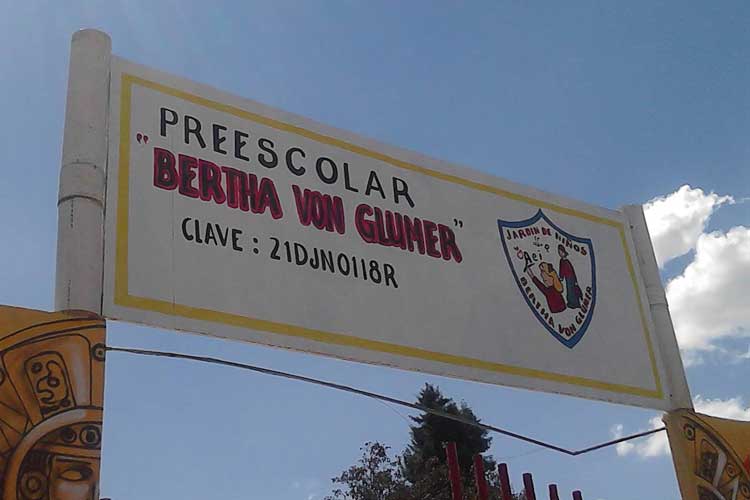 PREESCOLAR
"BERTHA VON GLUMER"
CLAVE : 21DJN0118R
JARDIN DE NIÑOS
BERTHA VON GLUMER